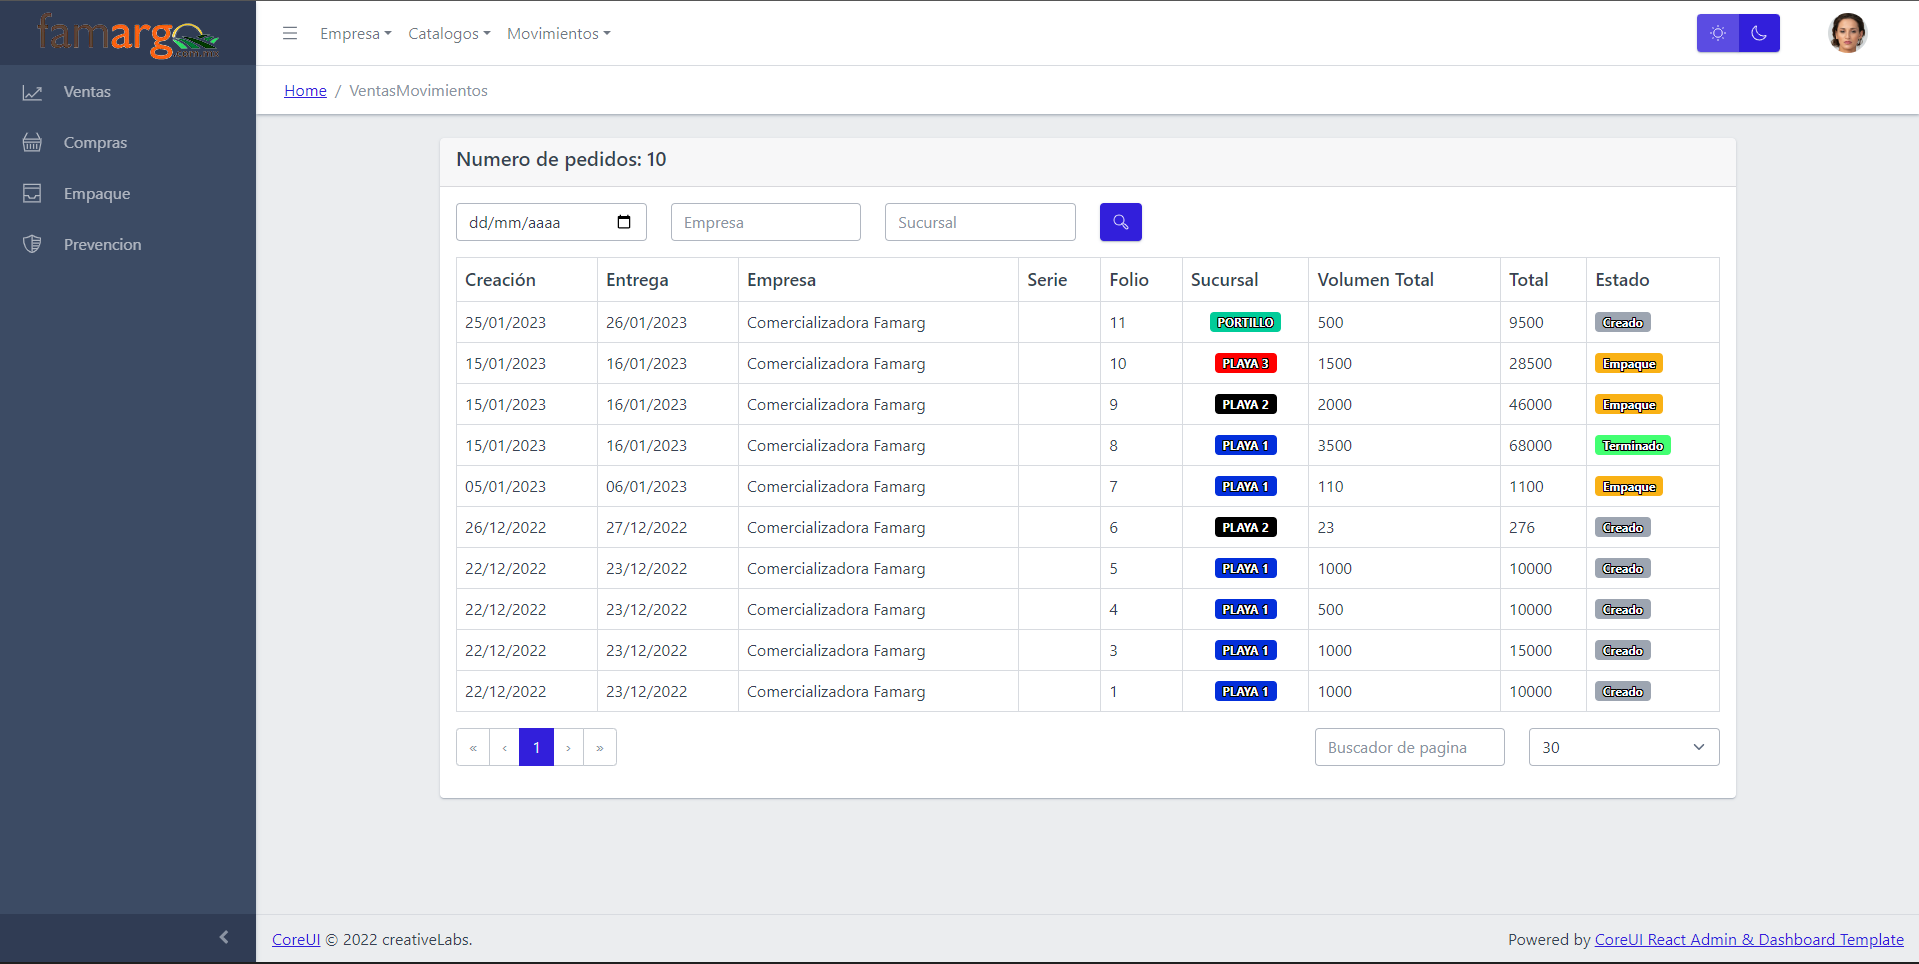 famargo
.com.mx
Empresa Catalogos Movimientos
Ventas
Compras
Empaque
Prevencion
Home / VentasMovimientos
Numero de pedidos: 10
dd/mm/aaaa Empresa Sucursal
Creación Entrega Empresa Serie Folio Sucursal Volumen Total Total Estado
25/01/2023 26/01/2023 Comercializadora Famarg 11 PORTILLO 500 9500 Creado
15/01/2023 16/01/2023 Comercializadora Famarg 10 PLAYA 3 1500 28500 Empaque
15/01/2023 16/01/2023 Comercializadora Famarg 9 PLAYA 2 2000 46000 Empaque
15/01/2023 16/01/2023 Comercializadora Famarg 8 PLAYA 1 3500 68000 Terminado
05/01/2023 06/01/2023 Comercializadora Famarg 7 PLAYA 1 110 1100 Empaque
26/12/2022 27/12/2022 Comercializadora Famarg 6 PLAYA 2 23 276 Creado
22/12/2022 23/12/2022 Comercializadora Famarg 5 PLAYA 1 1000 10000 Creado
22/12/2022 23/12/2022 Comercializadora Famarg 4 PLAYA 1 500 10000 Creado
22/12/2022 23/12/2022 Comercializadora Famarg 3 PLAYA 1 1000 15000 Creado
22/12/2022 23/12/2022 Comercializadora Famarg 1 PLAYA 1 1000 10000 Creado
« ‹ 1 › » Buscador de pagina 30
CoreUI © 2022 creativeLabs. Powered by CoreUI React Admin & Dashboard Template